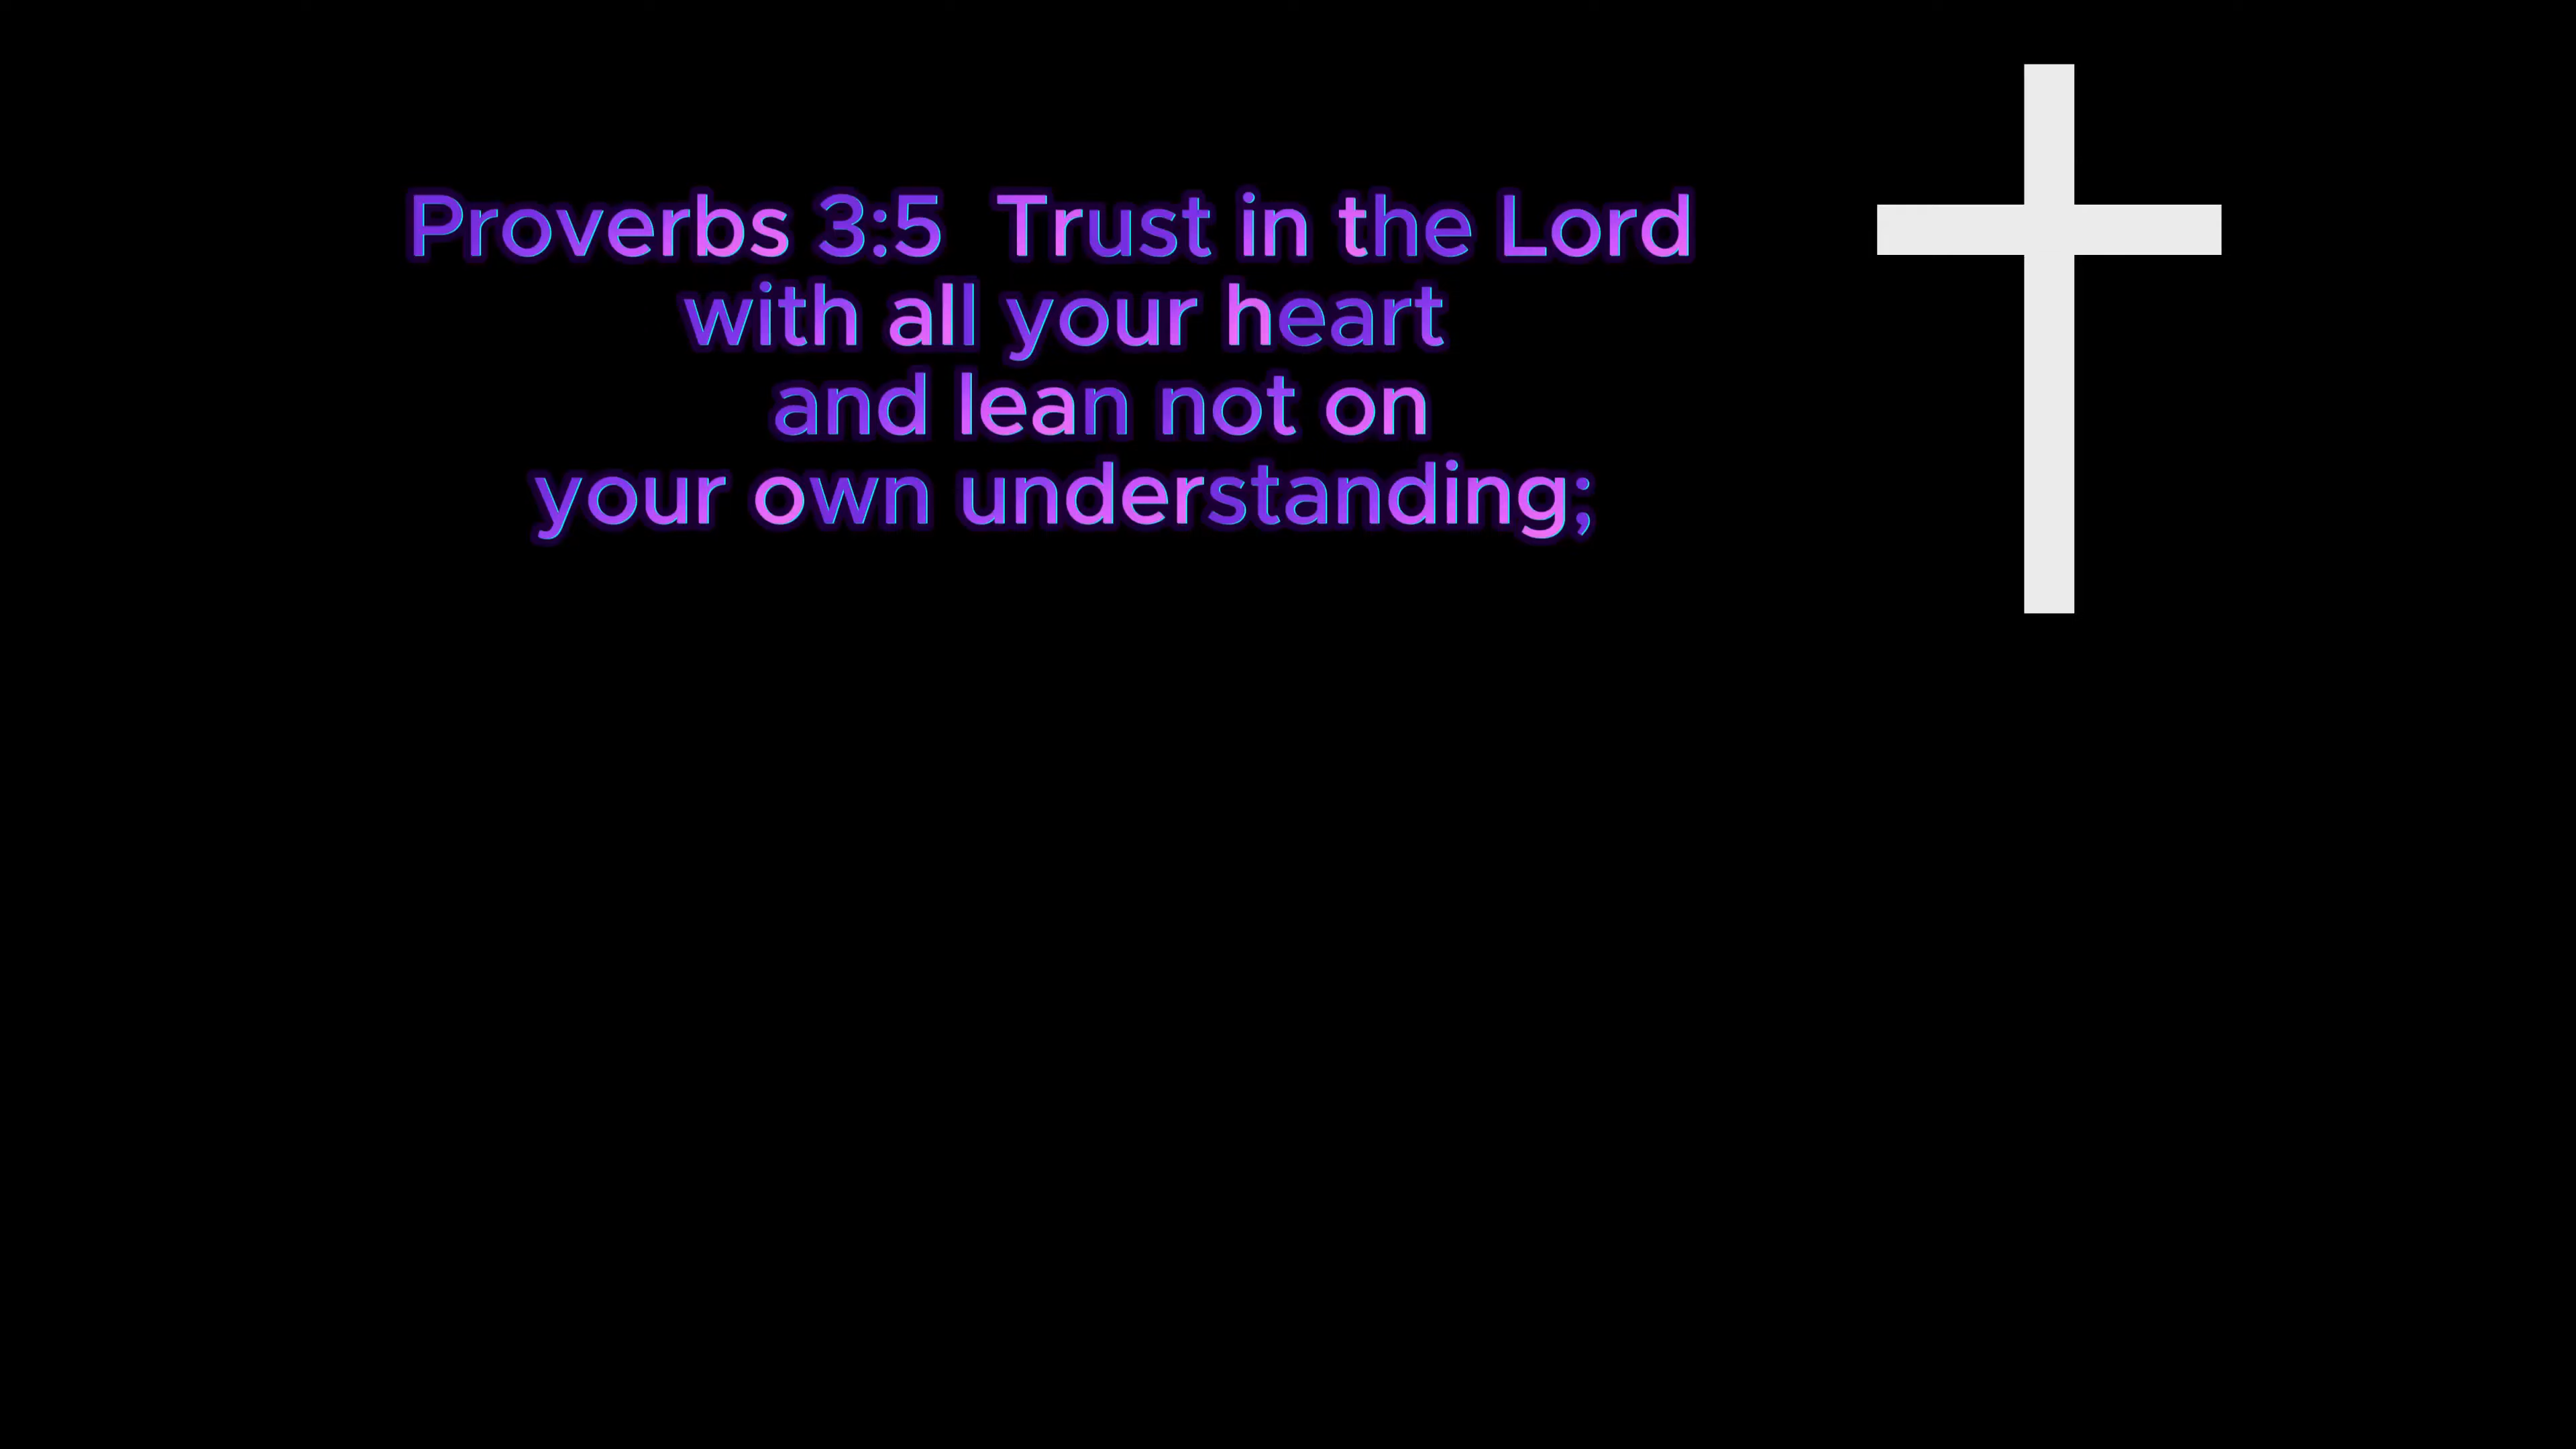 Proverbs 3:5  Trust in the Lord
with all your heart
and lean not on
your own understanding;